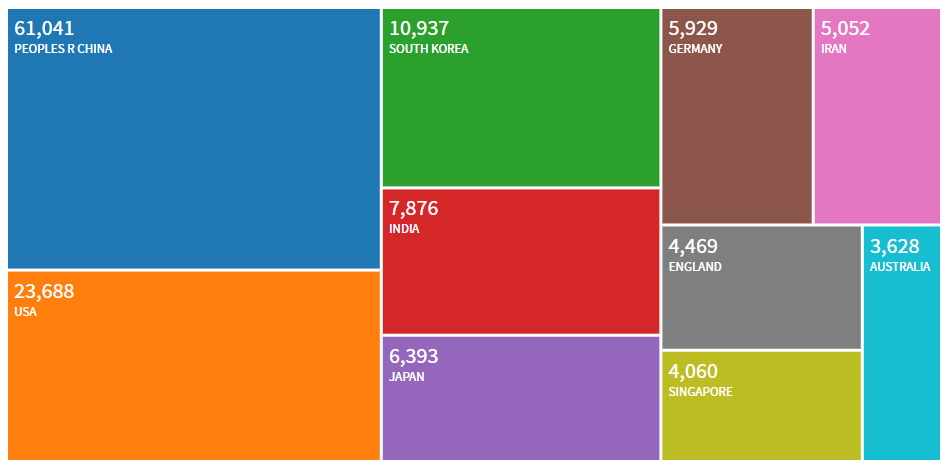 61,041
PEOPLES R CHINA
23,688
USA
10,937
SOUTH KOREA
7,876
INDIA
6,393
JAPAN
5,929
GERMANY
5,052
IRAN
4,469
ENGLAND
4,060
SINGAPORE
3,628
AUSTRALIA